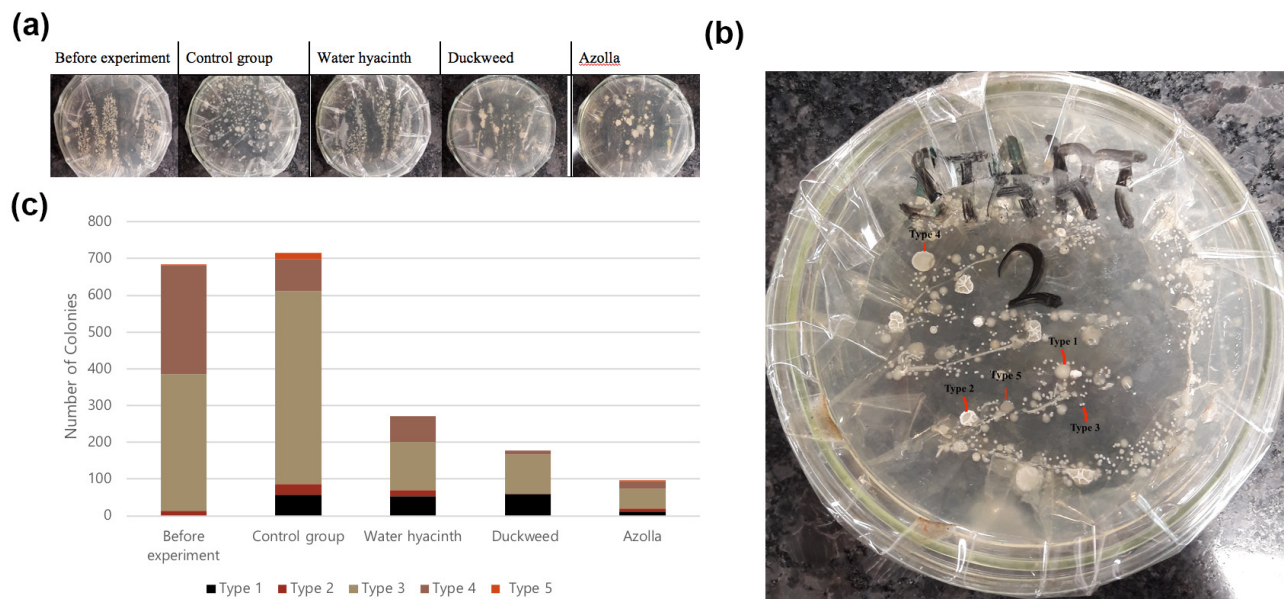 (a)
Before experiment Control group Water hyacinth Duckweed Azolla
(b)
START
2
Type 4
Type 1
Type 5
Type 2
Type 3
(c)
Number of Colonies
800
700
600
500
400
300
200
100
0
Before experiment Control group Water hyacinth Duckweed Azolla
Type 1 Type 2 Type 3 Type 4 Type 5